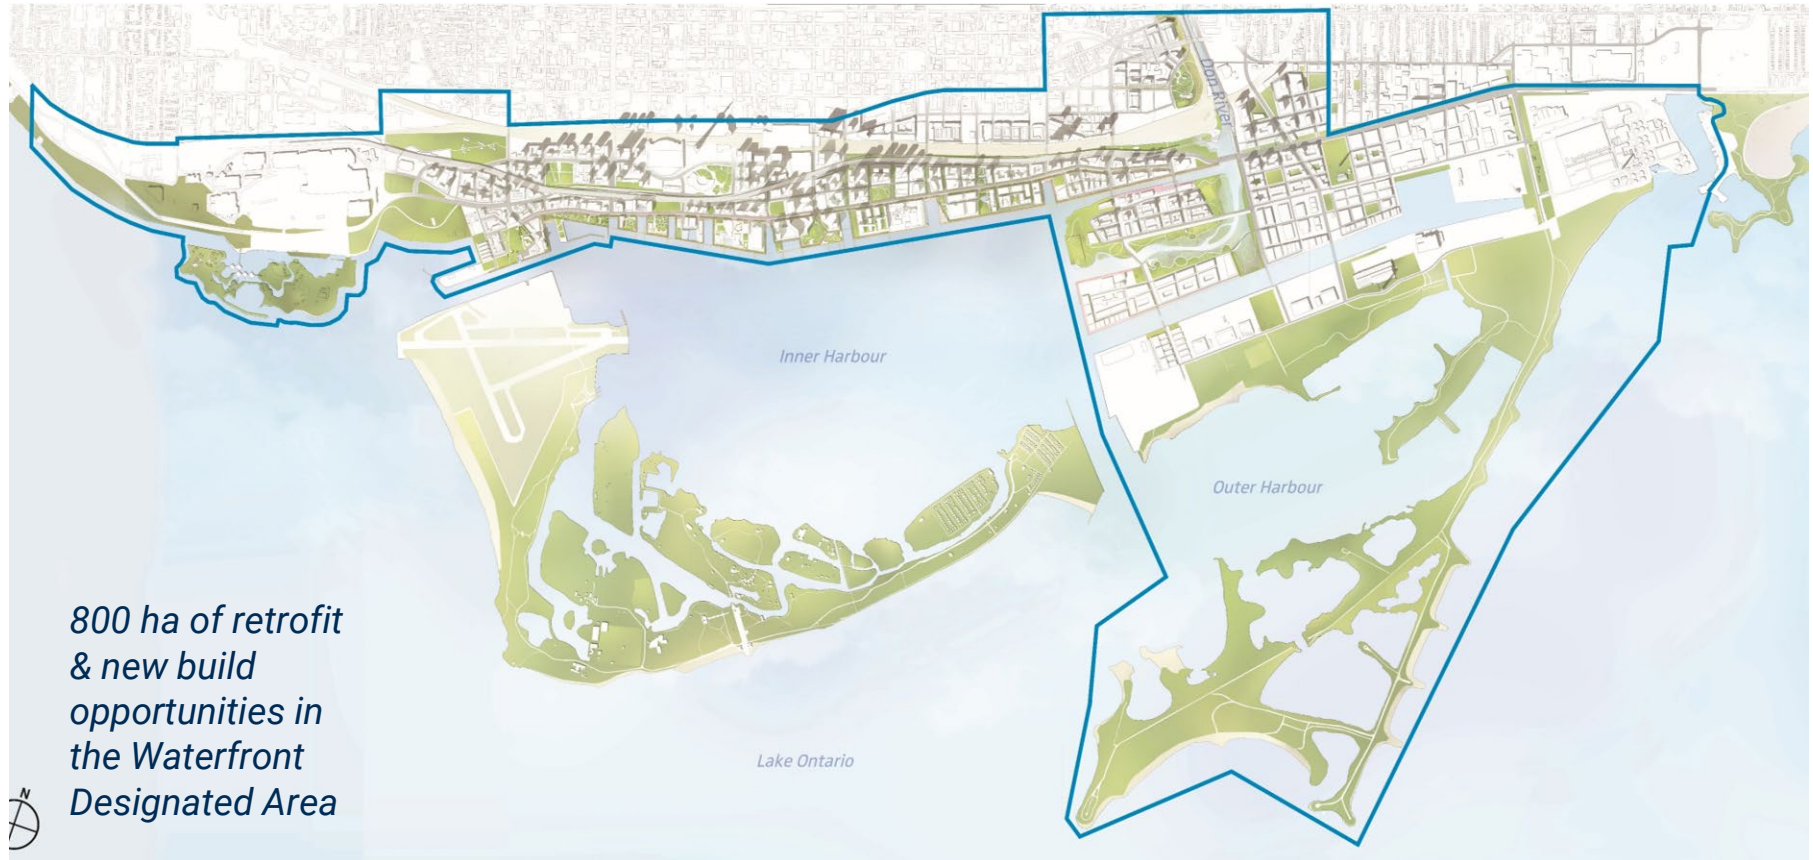 Don River
Inner Harbour
Outer Harbour
800 ha of retrofit
& new build
opportunities in
the Waterfront
Designated Area
Lake Ontario
N